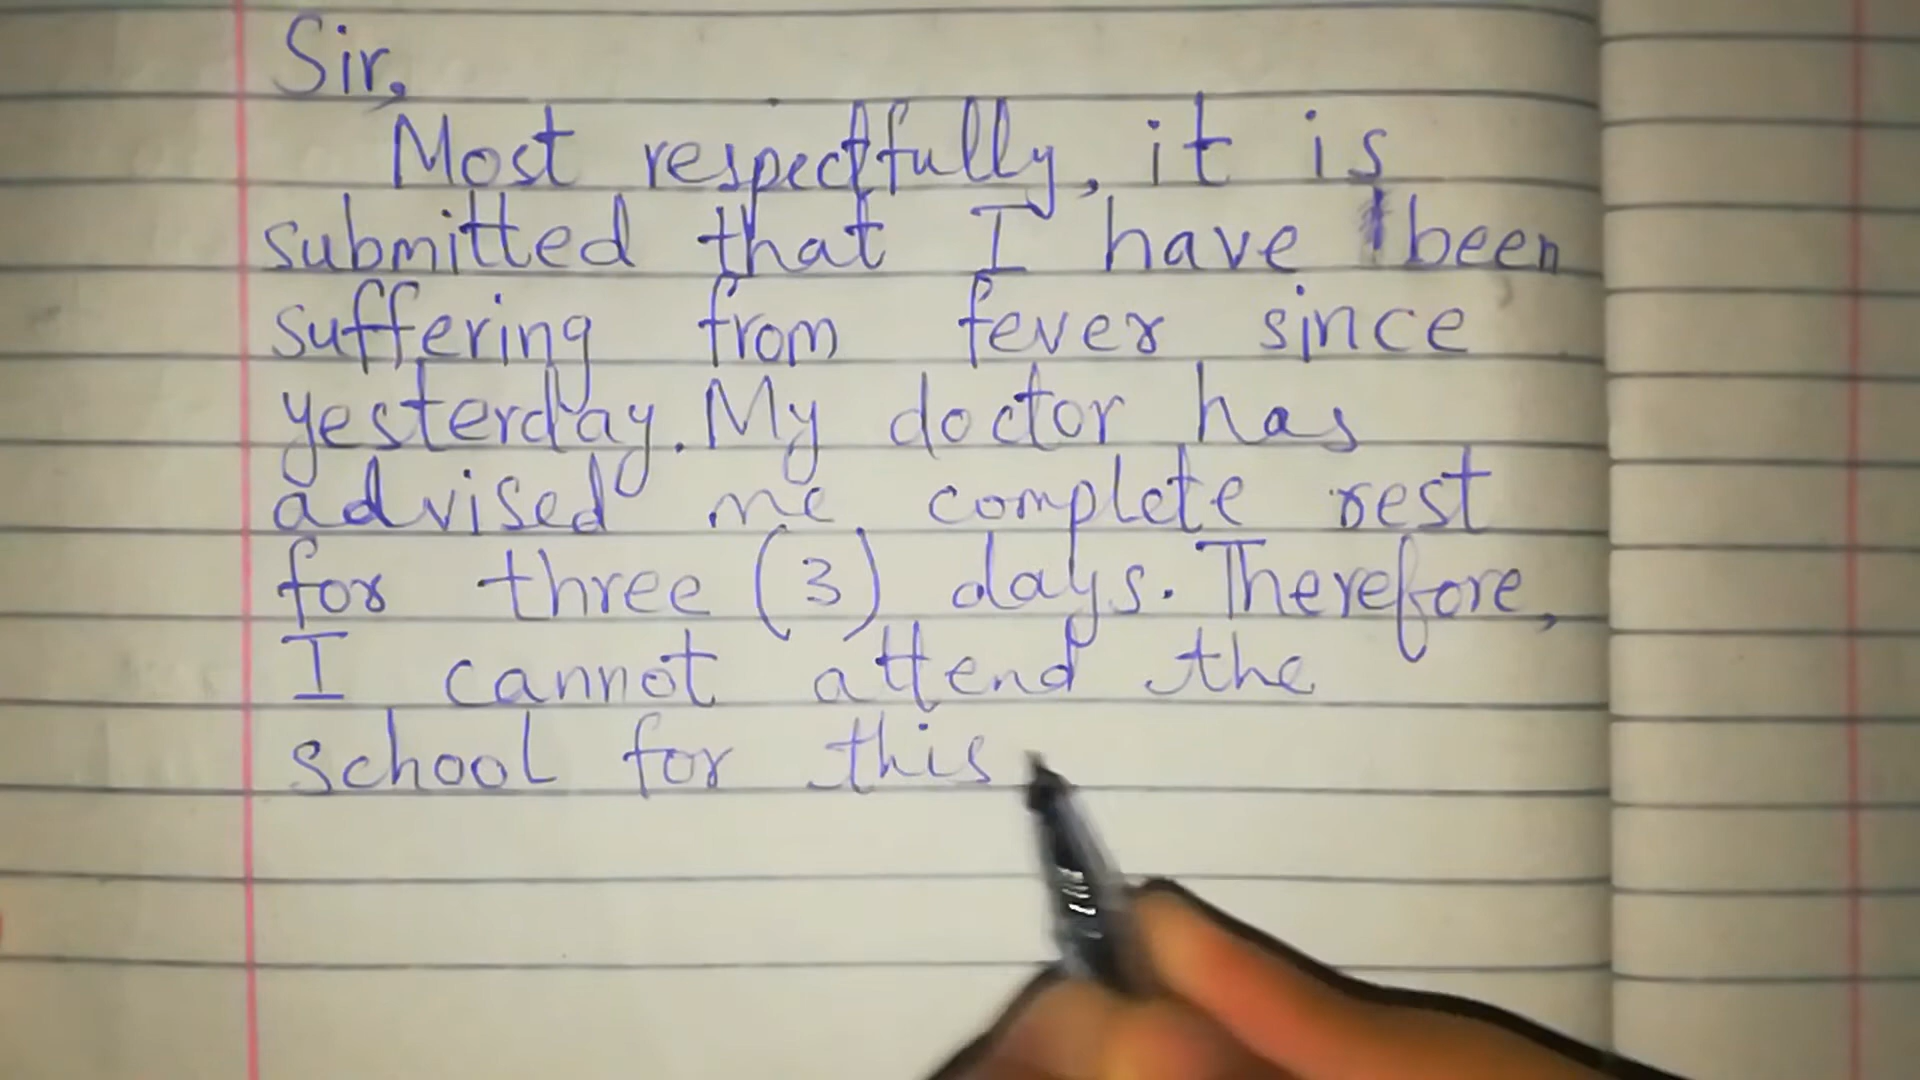 Sir,
Most respectfully, it is
submitted that I have been
suffering from fever since
yesterday. My doctor has
advised me complete rest
for three (3) days. Therefore,
I cannot attend the
school for this